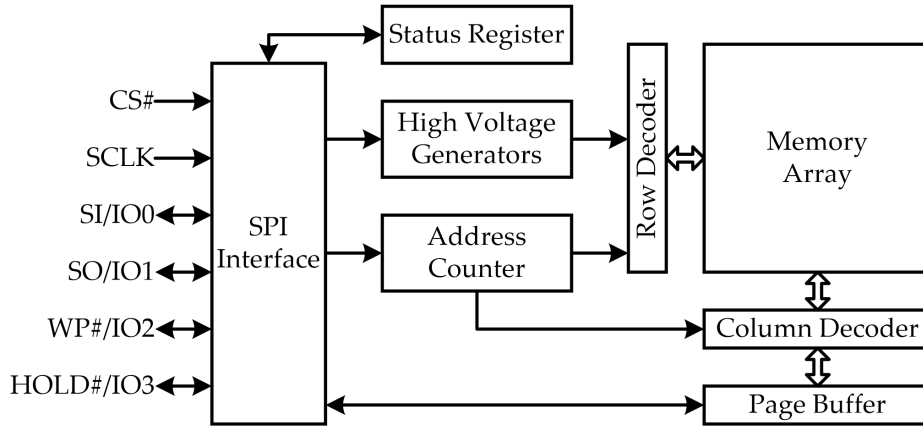 Status Register
CS#
SCLK
SI/IO0
SO/IO1
WP#/IO2
HOLD#/IO3
SPI
Interface
High Voltage
Generators
Address
Counter
Row Decoder
Memory
Array
Column Decoder
Page Buffer